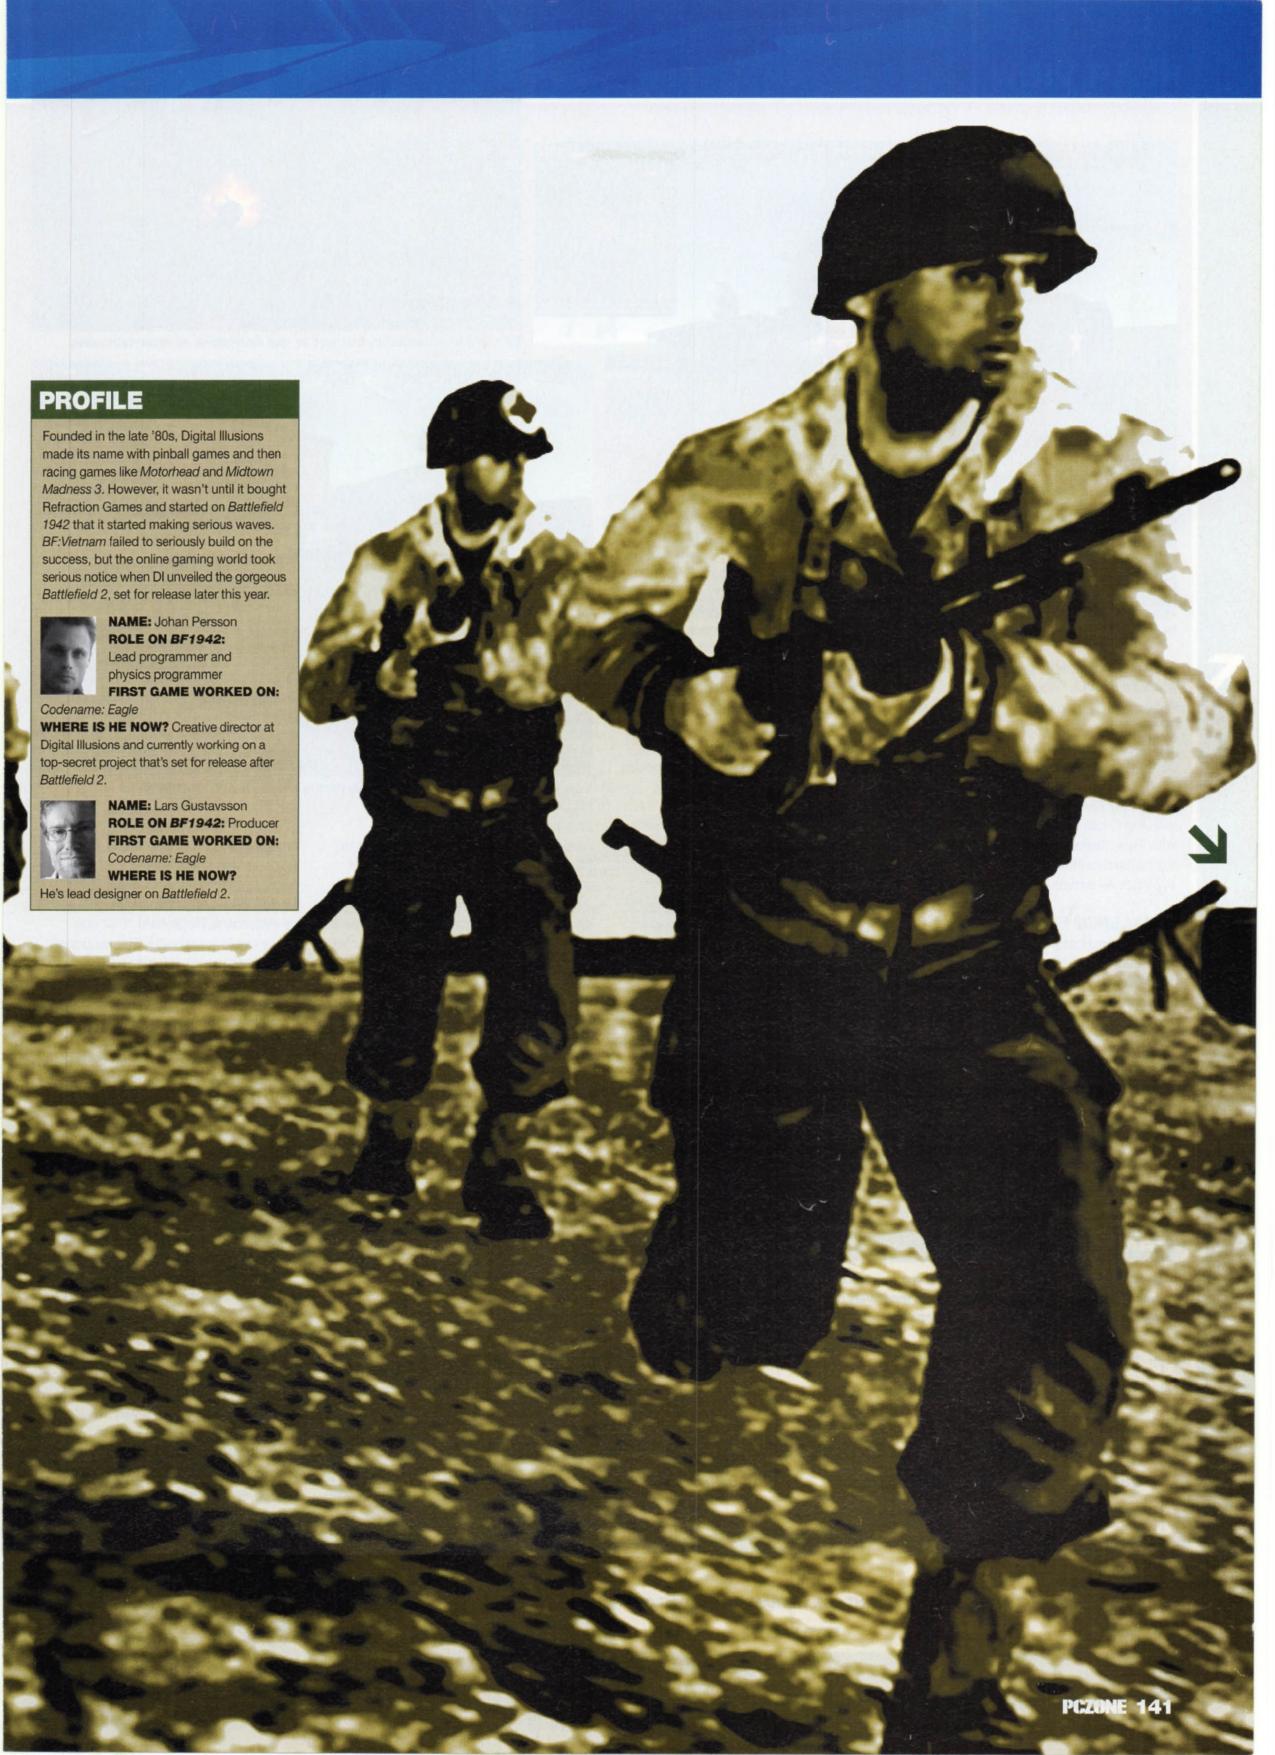 PROFILE
Founded in the late '80s, Digital Illusions
made its name with pinball games and then
racing games like Motorhead and Midtown
Madness 3. However, it wasn't until it bought
Refraction Games and started on Battlefield
1942 that it started making serious waves.
BF:Vietnam failed to seriously build on the
success, but the online gaming world took
serious notice when DI unveiled the gorgeous
Battlefield 2, set for release later this year.
NAME: Johan Persson
ROLE ON BF1942:
Lead programmer and
physics programmer
FIRST GAME WORKED ON:
Codename: Eagle
WHERE IS HE NOW? Creative director at
Digital Illusions and currently working on a
top-secret project that's set for release after
Battlefield 2.
NAME: Lars Gustavsson
ROLE ON BF1942: Producer
FIRST GAME WORKED ON:
Codename: Eagle
WHERE IS HE NOW?
He's lead designer on Battlefield 2.
PCZONE 141